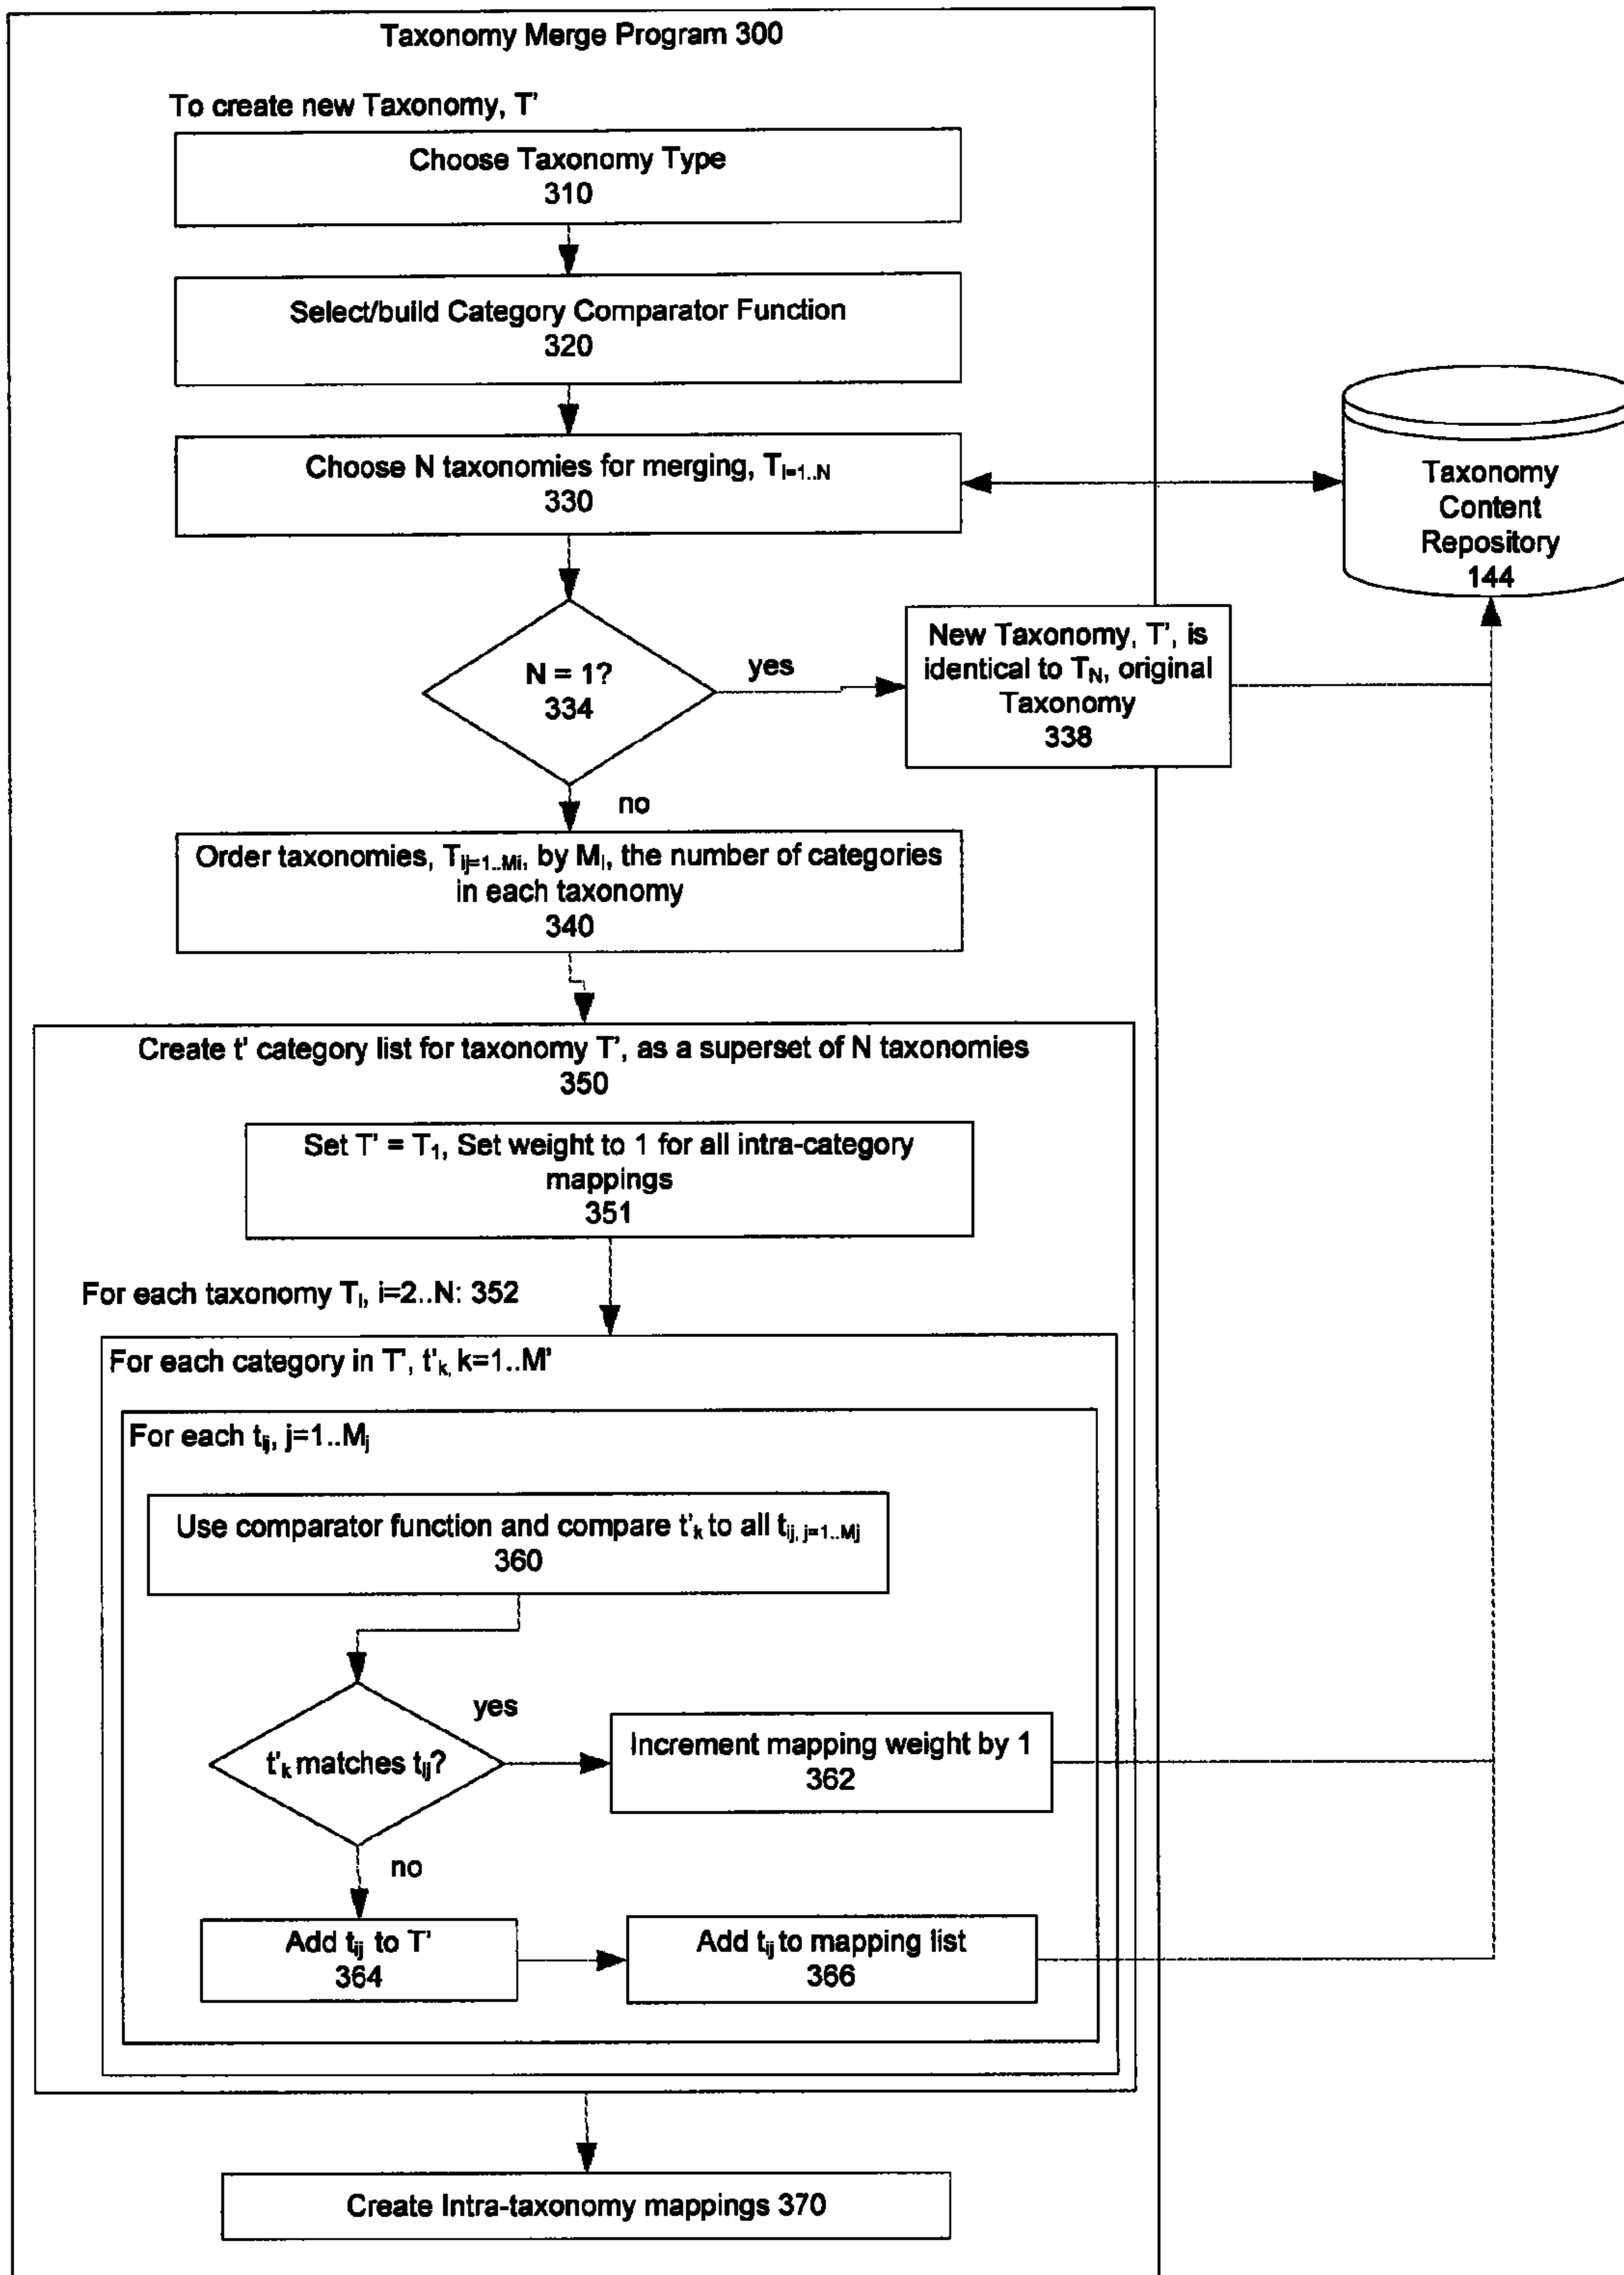 Taxonomy Merge Program 300
To create new Taxonomy, T'
Choose Taxonomy Type
310
Select/build Category Comparator Function
320
Choose N taxonomies for merging, Ti=1..N
330
Taxonomy
Content
Repository
144
N = 1?
334
yes
New Taxonomy, T', is
identical to TN, original
Taxonomy
338
no
Order taxonomies, Tij=1..Mi, by Mi, the number of categories
in each taxonomy
340
Create t' category list for taxonomy T', as a superset of N taxonomies
350
Set T' = T1, Set weight to 1 for all intra-category
mappings
351
For each taxonomy Ti, i=2..N: 352
For each category in T', t'k, k=1..M'
For each tij, j=1..Mj
Use comparator function and compare t'k to all tij, j=1..Mj
360
t'k matches tij?
yes
Increment mapping weight by 1
362
no
Add tij to T'
364
Add tij to mapping list
366
Create Intra-taxonomy mappings 370